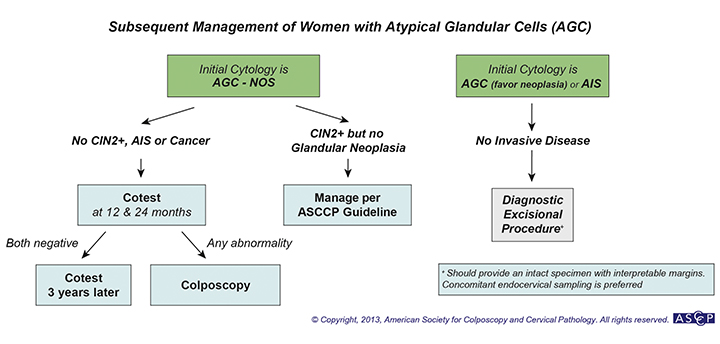 Subsequent Management of Women with Atypical Glandular Cells (AGC)
Initial Cytology is
AGC - NOS
Initial Cytology is
AGC (favor neoplasia) or AIS
No CIN2+, AIS or Cancer
CIN2+ but no
Glandular Neoplasia
No Invasive Disease
Cotest
at 12 & 24 months
Manage per
ASCCP Guideline
Diagnostic
Excisional
Procedure+
Both negative
Any abnormality
Cotest
3 years later
Colposcopy
+ Should provide an intact specimen with interpretable margins.
Concomitant endocervical sampling is preferred
© Copyright, 2013, American Society for Colposcopy and Cervical Pathology. All rights reserved.
ASCCP